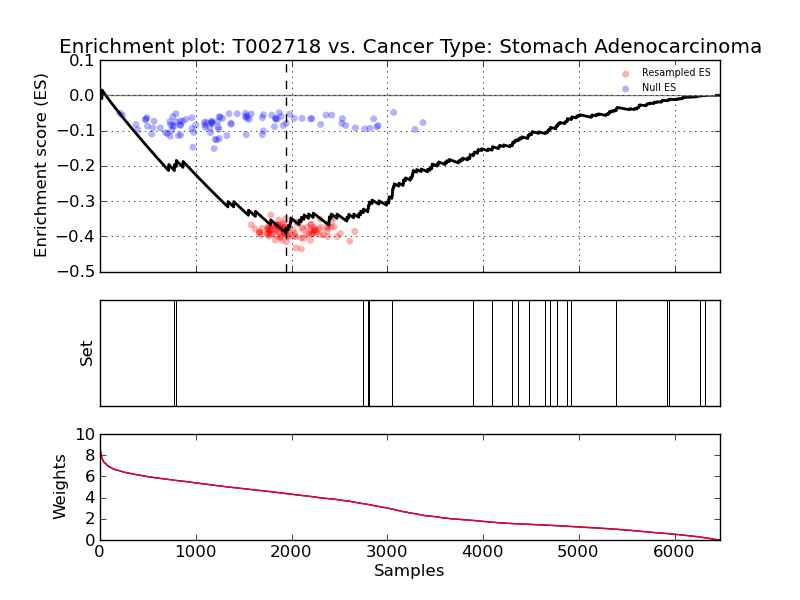 Enrichment plot: T002718 vs. Cancer Type: Stomach Adenocarcinoma
Enrichment score (ES)
0.1
0.0
−0.1
−0.2
−0.3
−0.4
−0.5
Resampled ES
Null ES
Set
Weights
10
8
6
4
2
0
0 1000 2000 3000 4000 5000 6000
Samples